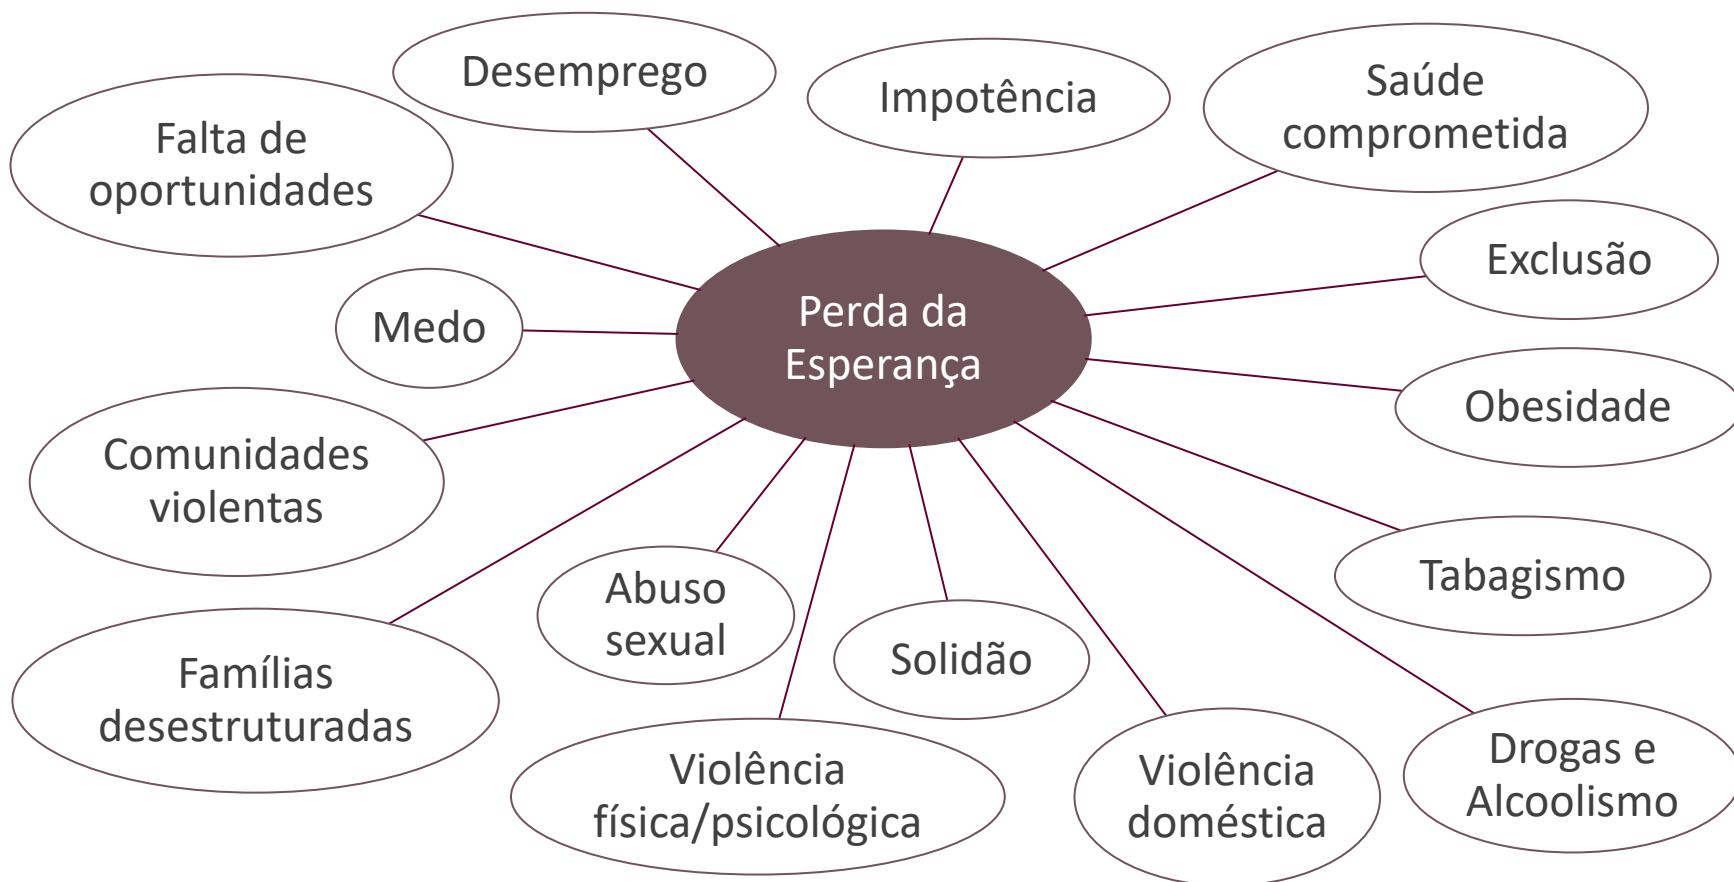 Desemprego
Impotência
Saúde
comprometida
Falta de
oportunidades
Exclusão
Medo
Perda da
Esperança
Obesidade
Comunidades
violentas
Tabagismo
Abuso
sexual
Solidão
Famílias
desestruturadas
Violência
física/psicológica
Violência
doméstica
Drogas e
Alcoolismo